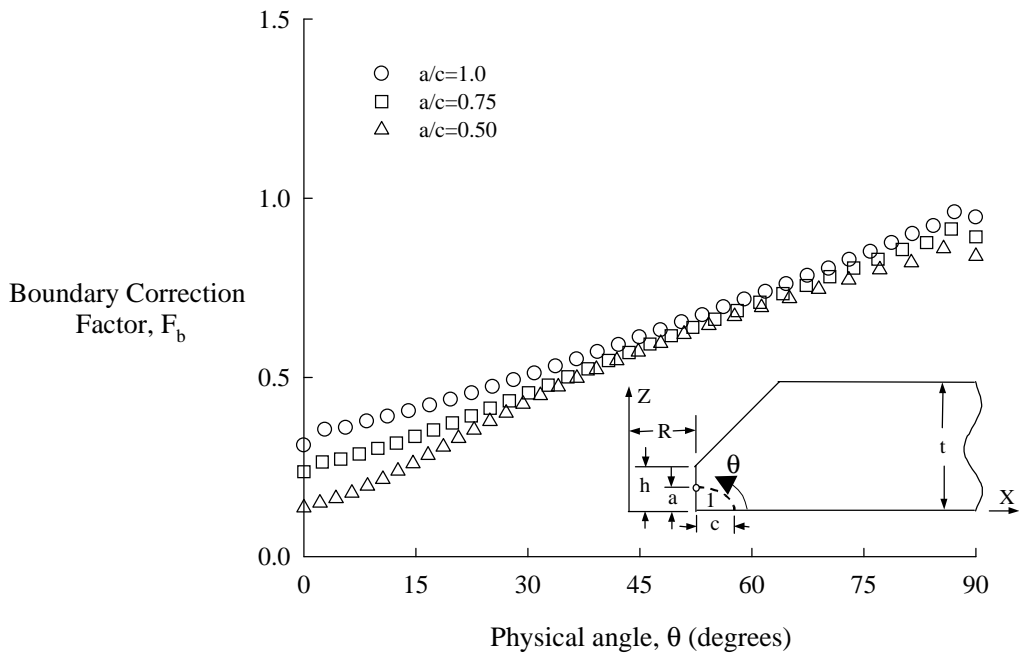 1.5
a/c=1.0
a/c=0.75
a/c=0.50
1.0
Boundary Correction
Factor, F_b
0.5
Z
R
θ
t
h
a
1
c
X
0.0
0 15 30 45 60 75 90
Physical angle, θ (degrees)